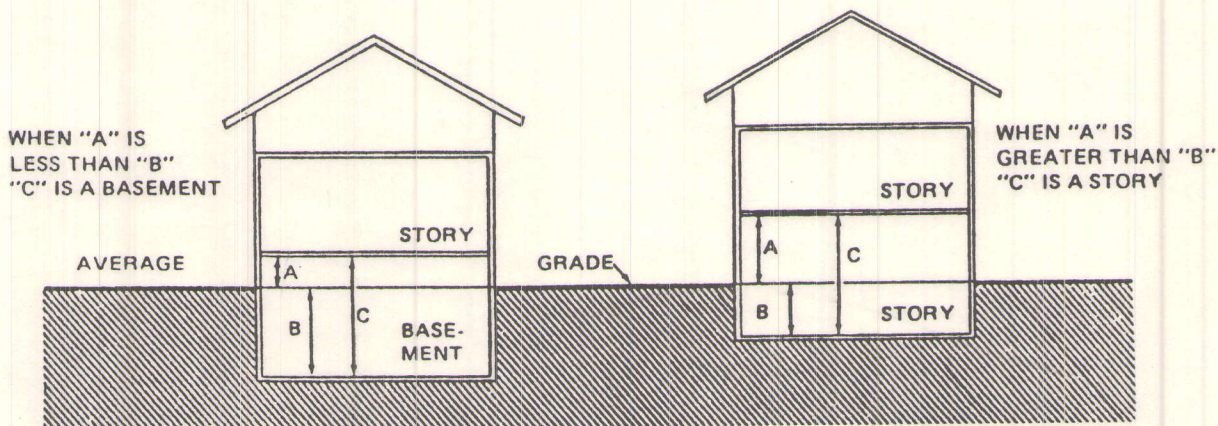 WHEN "A" IS
LESS THAN "B"
"C" IS A BASEMENT
AVERAGE
STORY
A
B
C
BASE-
MENT
GRADE
WHEN "A" IS
GREATER THAN "B"
"C" IS A STORY
STORY
A
C
B
STORY